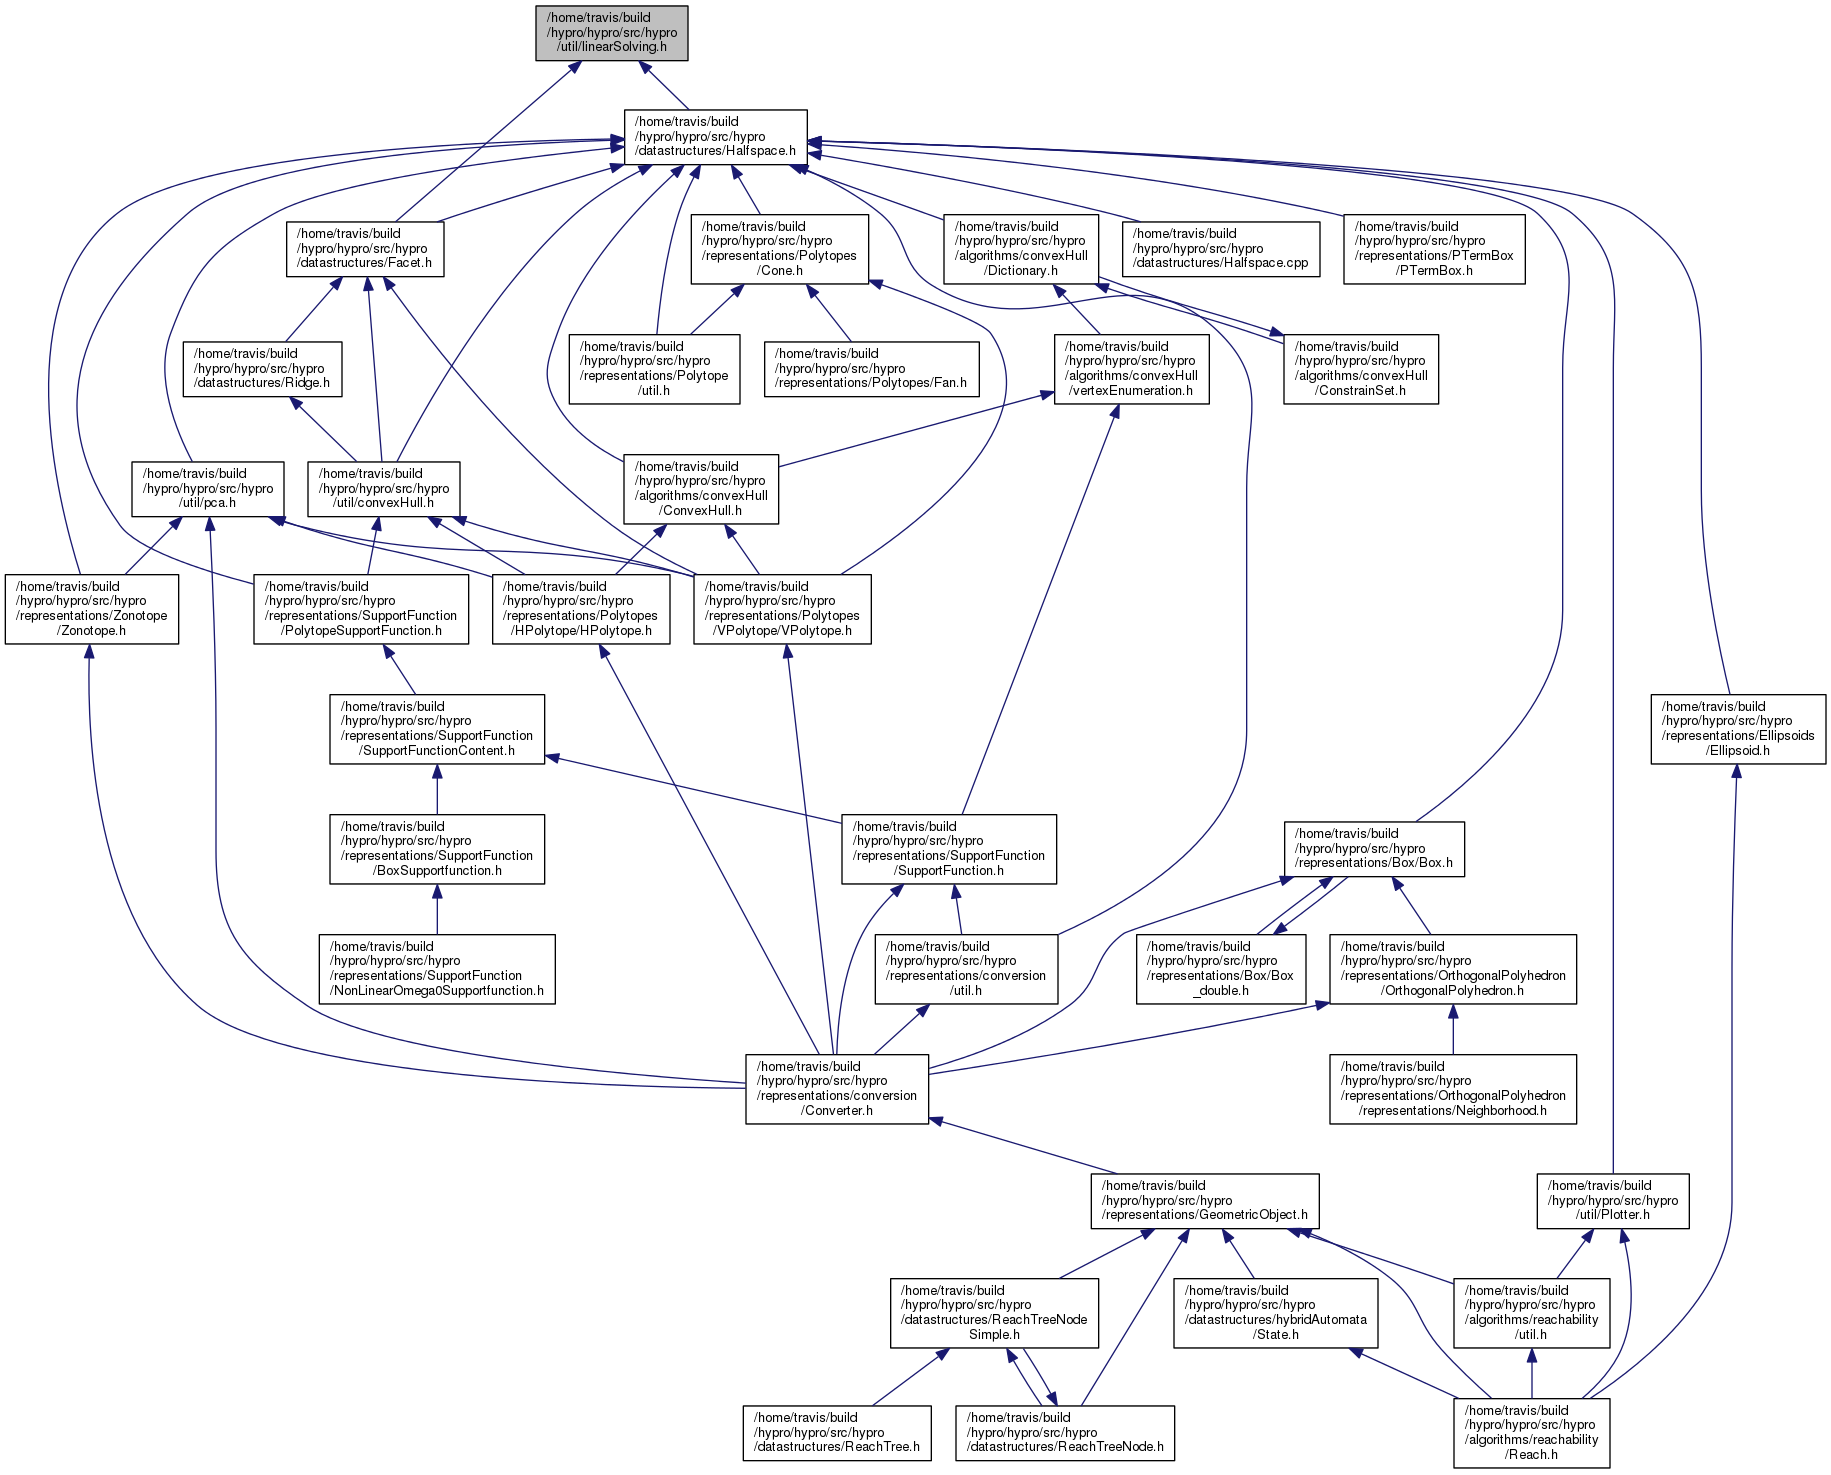 /home/travis/build
/hypro/hypro/src/hypro
/util/linearSolving.h
/home/travis/build
/hypro/hypro/src/hypro
/datastructures/Halfspace.h
/home/travis/build
/hypro/hypro/src/hypro
/datastructures/Facet.h
/home/travis/build
/hypro/hypro/src/hypro
/representations/Polytopes
/Cone.h
/home/travis/build
/hypro/hypro/src/hypro
/algorithms/convexHull
/Dictionary.h
/home/travis/build
/hypro/hypro/src/hypro
/datastructures/Halfspace.cpp
/home/travis/build
/hypro/hypro/src/hypro
/representations/PTermBox
/PTermBox.h
/home/travis/build
/hypro/hypro/src/hypro
/datastructures/Ridge.h
/home/travis/build
/hypro/hypro/src/hypro
/representations/Polytope
/util.h
/home/travis/build
/hypro/hypro/src/hypro
/representations/Polytopes/Fan.h
/home/travis/build
/hypro/hypro/src/hypro
/algorithms/convexHull
/vertexEnumeration.h
/home/travis/build
/hypro/hypro/src/hypro
/algorithms/convexHull
/ConstrainSet.h
/home/travis/build
/hypro/hypro/src/hypro
/util/pca.h
/home/travis/build
/hypro/hypro/src/hypro
/util/convexHull.h
/home/travis/build
/hypro/hypro/src/hypro
/algorithms/convexHull
/ConvexHull.h
/home/travis/build
/hypro/hypro/src/hypro
/representations/Zonotope
/Zonotope.h
/home/travis/build
/hypro/hypro/src/hypro
/representations/SupportFunction
/PolytopeSupportFunction.h
/home/travis/build
/hypro/hypro/src/hypro
/representations/Polytopes
/HPolytope/HPolytope.h
/home/travis/build
/hypro/hypro/src/hypro
/representations/Polytopes
/VPolytope/VPolytope.h
/home/travis/build
/hypro/hypro/src/hypro
/representations/SupportFunction
/SupportFunctionContent.h
/home/travis/build
/hypro/hypro/src/hypro
/representations/Ellipsoids
/Ellipsoid.h
/home/travis/build
/hypro/hypro/src/hypro
/representations/SupportFunction
/BoxSupportfunction.h
/home/travis/build
/hypro/hypro/src/hypro
/representations/SupportFunction
/SupportFunction.h
/home/travis/build
/hypro/hypro/src/hypro
/representations/Box/Box.h
/home/travis/build
/hypro/hypro/src/hypro
/representations/SupportFunction
/NonLinearOmega0Supportfunction.h
/home/travis/build
/hypro/hypro/src/hypro
/representations/conversion
/util.h
/home/travis/build
/hypro/hypro/src/hypro
/representations/Box/Box
_double.h
/home/travis/build
/hypro/hypro/src/hypro
/representations/OrthogonalPolyhedron
/OrthogonalPolyhedron.h
/home/travis/build
/hypro/hypro/src/hypro
/representations/conversion
/Converter.h
/home/travis/build
/hypro/hypro/src/hypro
/representations/OrthogonalPolyhedron
/representations/Neighborhood.h
/home/travis/build
/hypro/hypro/src/hypro
/representations/GeometricObject.h
/home/travis/build
/hypro/hypro/src/hypro
/util/Plotter.h
/home/travis/build
/hypro/hypro/src/hypro
/datastructures/ReachTreeNode
Simple.h
/home/travis/build
/hypro/hypro/src/hypro
/datastructures/hybridAutomata
/State.h
/home/travis/build
/hypro/hypro/src/hypro
/algorithms/reachability
/util.h
/home/travis/build
/hypro/hypro/src/hypro
/datastructures/ReachTree.h
/home/travis/build
/hypro/hypro/src/hypro
/datastructures/ReachTreeNode.h
/home/travis/build
/hypro/hypro/src/hypro
/algorithms/reachability
/Reach.h